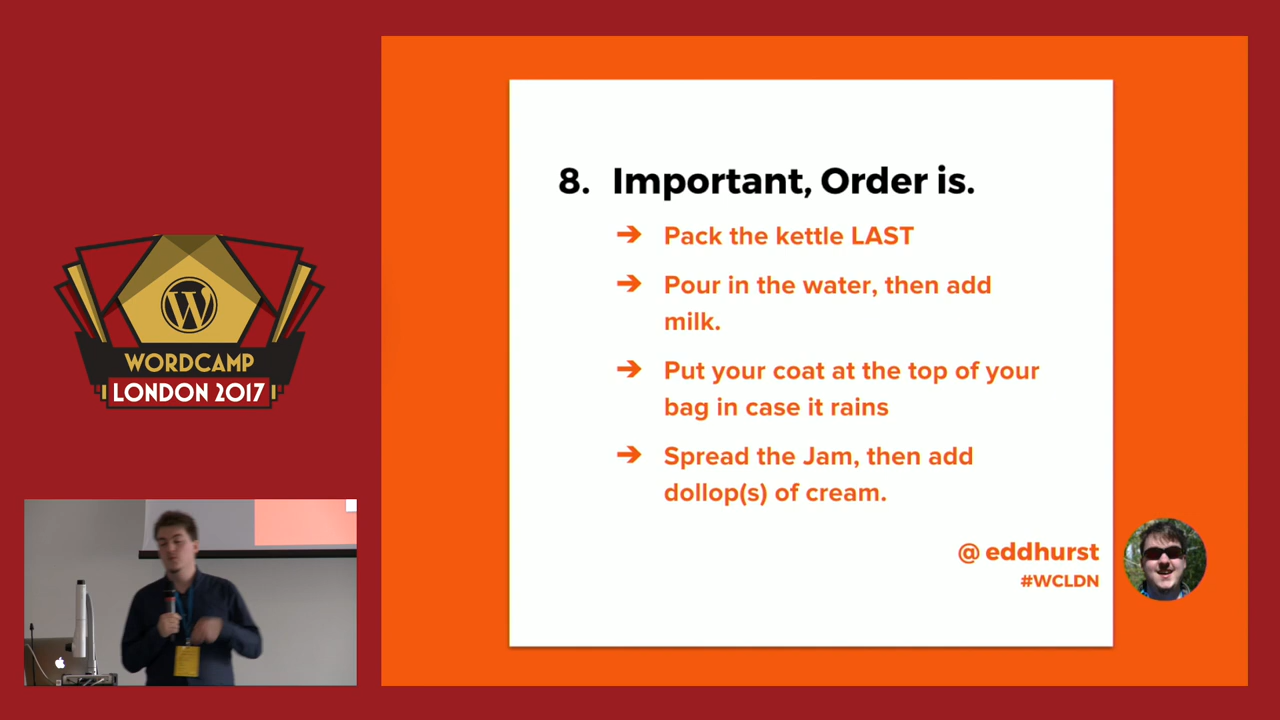 WORDCAMP
LONDON 2017
8. Important, Order is.
➔ Pack the kettle LAST
➔ Pour in the water, then add
milk.
➔ Put your coat at the top of your
bag in case it rains
➔ Spread the Jam, then add
dollop(s) of cream.
@ eddhurst
#WCLDN